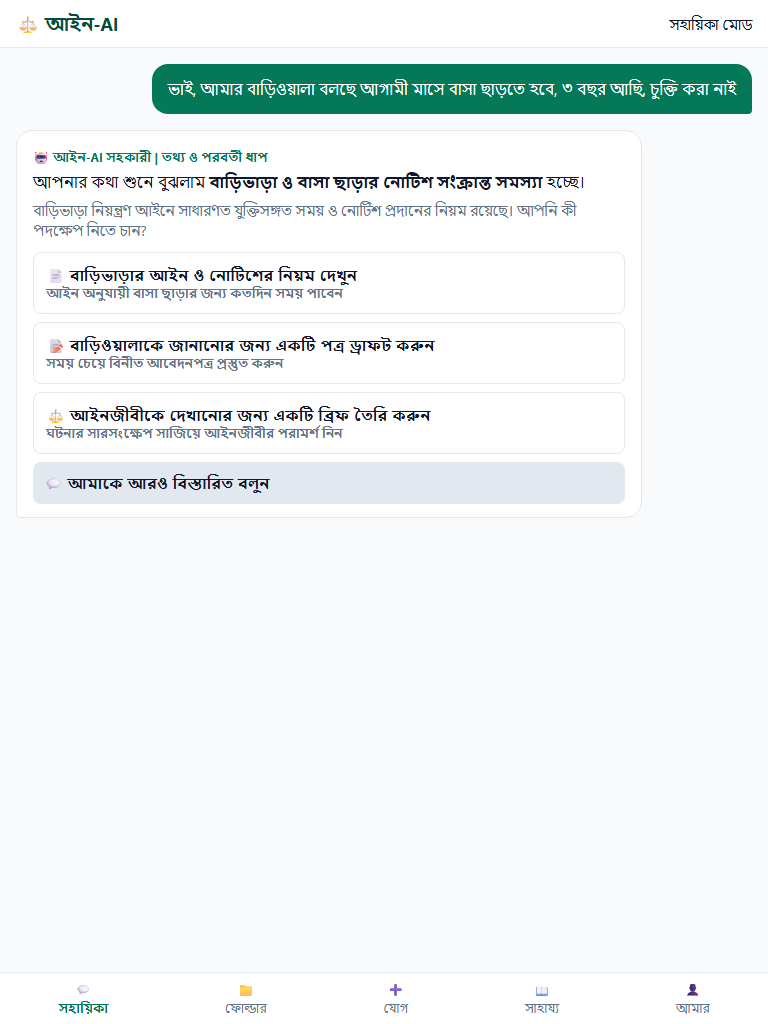 আইন-AI
সহায়িকা মোড
ভাই, আমার বাড়িওয়ালা বলছে আগামী মাসে বাসা ছাড়তে হবে, ৩ বছর আছি, চুক্তি করা নাই
আইন-AI সহকারী | তথ্য ও পরবর্তী ধাপ
আপনার কথা শুনে বুঝলাম বাড়িভাড়া ও বাসা ছাড়ার নোটিশ সংক্রান্ত সমস্যা হচ্ছে।
বাড়িভাড়া নিয়ন্ত্রণ আইনে সাধারণত যুক্তিসঙ্গত সময় ও নোটিশ প্রদানের নিয়ম রয়েছে। আপনি কী
পদক্ষেপ নিতে চান?
বাড়িভাড়ার আইন ও নোটিশের নিয়ম দেখুন
আইন অনুযায়ী বাসা ছাড়ার জন্য কতদিন সময় পাবেন
বাড়িওয়ালাকে জানানোর জন্য একটি পত্র ড্রাফট করুন
সময় চেয়ে বিনীত আবেদনপত্র প্রস্তুত করুন
আইনজীবীকে দেখানোর জন্য একটি ব্রিফ তৈরি করুন
ঘটনার সারসংক্ষেপ সাজিয়ে আইনজীবীর পরামর্শ নিন
আমাকে আরও বিস্তারিত বলুন
সহায়িকা
ফোল্ডার
যোগ
সাহায্য
আমার